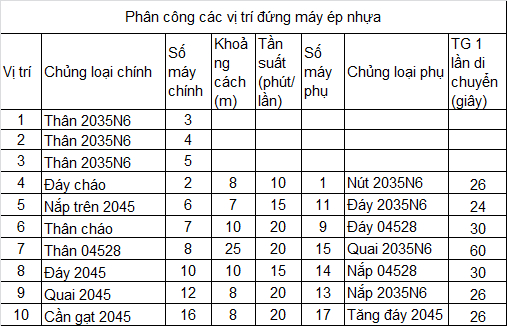 Phân công các vị trí đứng máy ép nhựa
Vị trí Chủng loại chính Số máy chính Khoảng cách (m) Tần suất (phút/lần) Số máy phụ Chủng loại phụ TG 1 lần di chuyển (giây)
1 Thân 2035N6 3
2 Thân 2035N6 4
3 Thân 2035N6 5
4 Đáy cháo 2 8 10 1 Nút 2035N6 26
5 Nắp trên 2045 6 7 15 11 Đáy 2035N6 24
6 Thân cháo 7 10 20 9 Đáy 04528 30
7 Thân 04528 8 25 20 15 Quai 2035N6 60
8 Đáy 2045 10 10 15 14 Nắp 04528 30
9 Quai 2045 12 8 20 13 Nắp 2035N6 26
10 Cần gạt 2045 16 8 20 17 Tăng đáy 2045 26